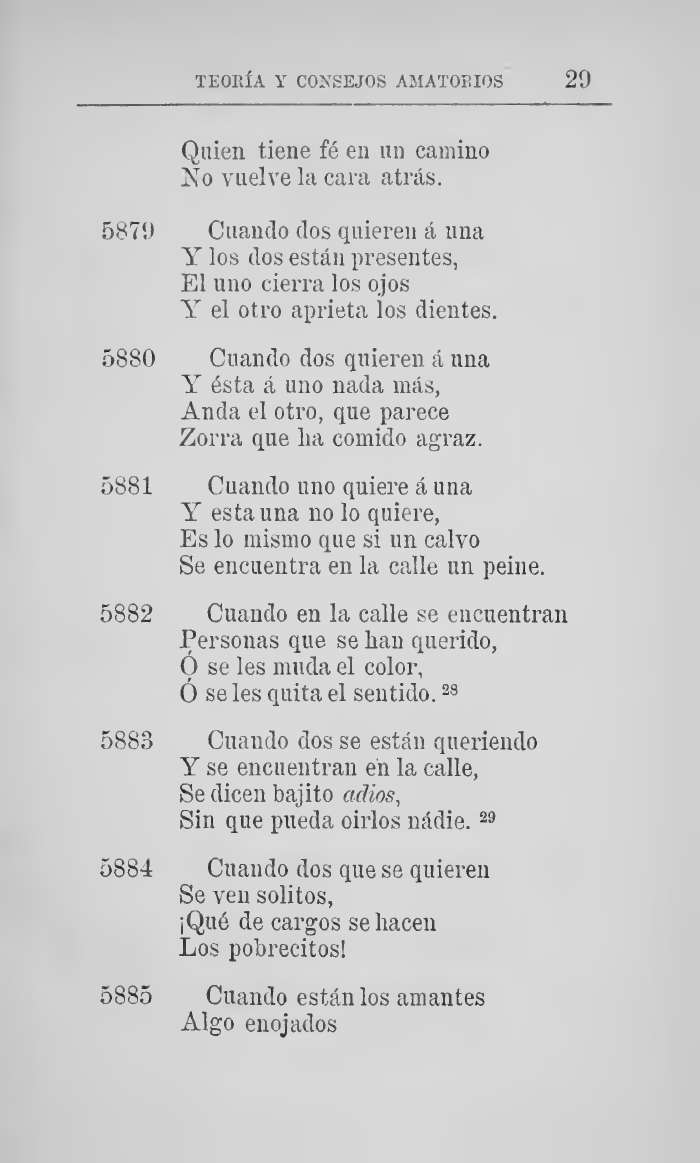 TEORÍA Y CONSEJOS AMATORIOS 29
Quien tiene fé en un camino
No vuelve la cara atrás.
5879 Cuando dos quieren á una
Y los dos están presentes,
El uno cierra los ojos
Y el otro aprieta los dientes.
5880 Cuando dos quieren á una
Y ésta á uno nada más,
Anda el otro, que parece
Zorra que ha comido agraz.
5881 Cuando uno quiere á una
Y esta una no lo quiere,
Es lo mismo que si un calvo
Se encuentra en la calle un peine.
5882 Cuando en la calle se encuentran
Personas que se han querido,
Ó se les muda el color,
Ó se les quita el sentido. 28
5883 Cuando dos se están queriendo
Y se encuentran en la calle,
Se dicen bajito adios,
Sin que pueda oirlos nádie. 29
5884 Cuando dos que se quieren
Se ven solitos,
¡Qué de cargos se hacen
Los pobrecitos!
5885 Cuando están los amantes
Algo enojados